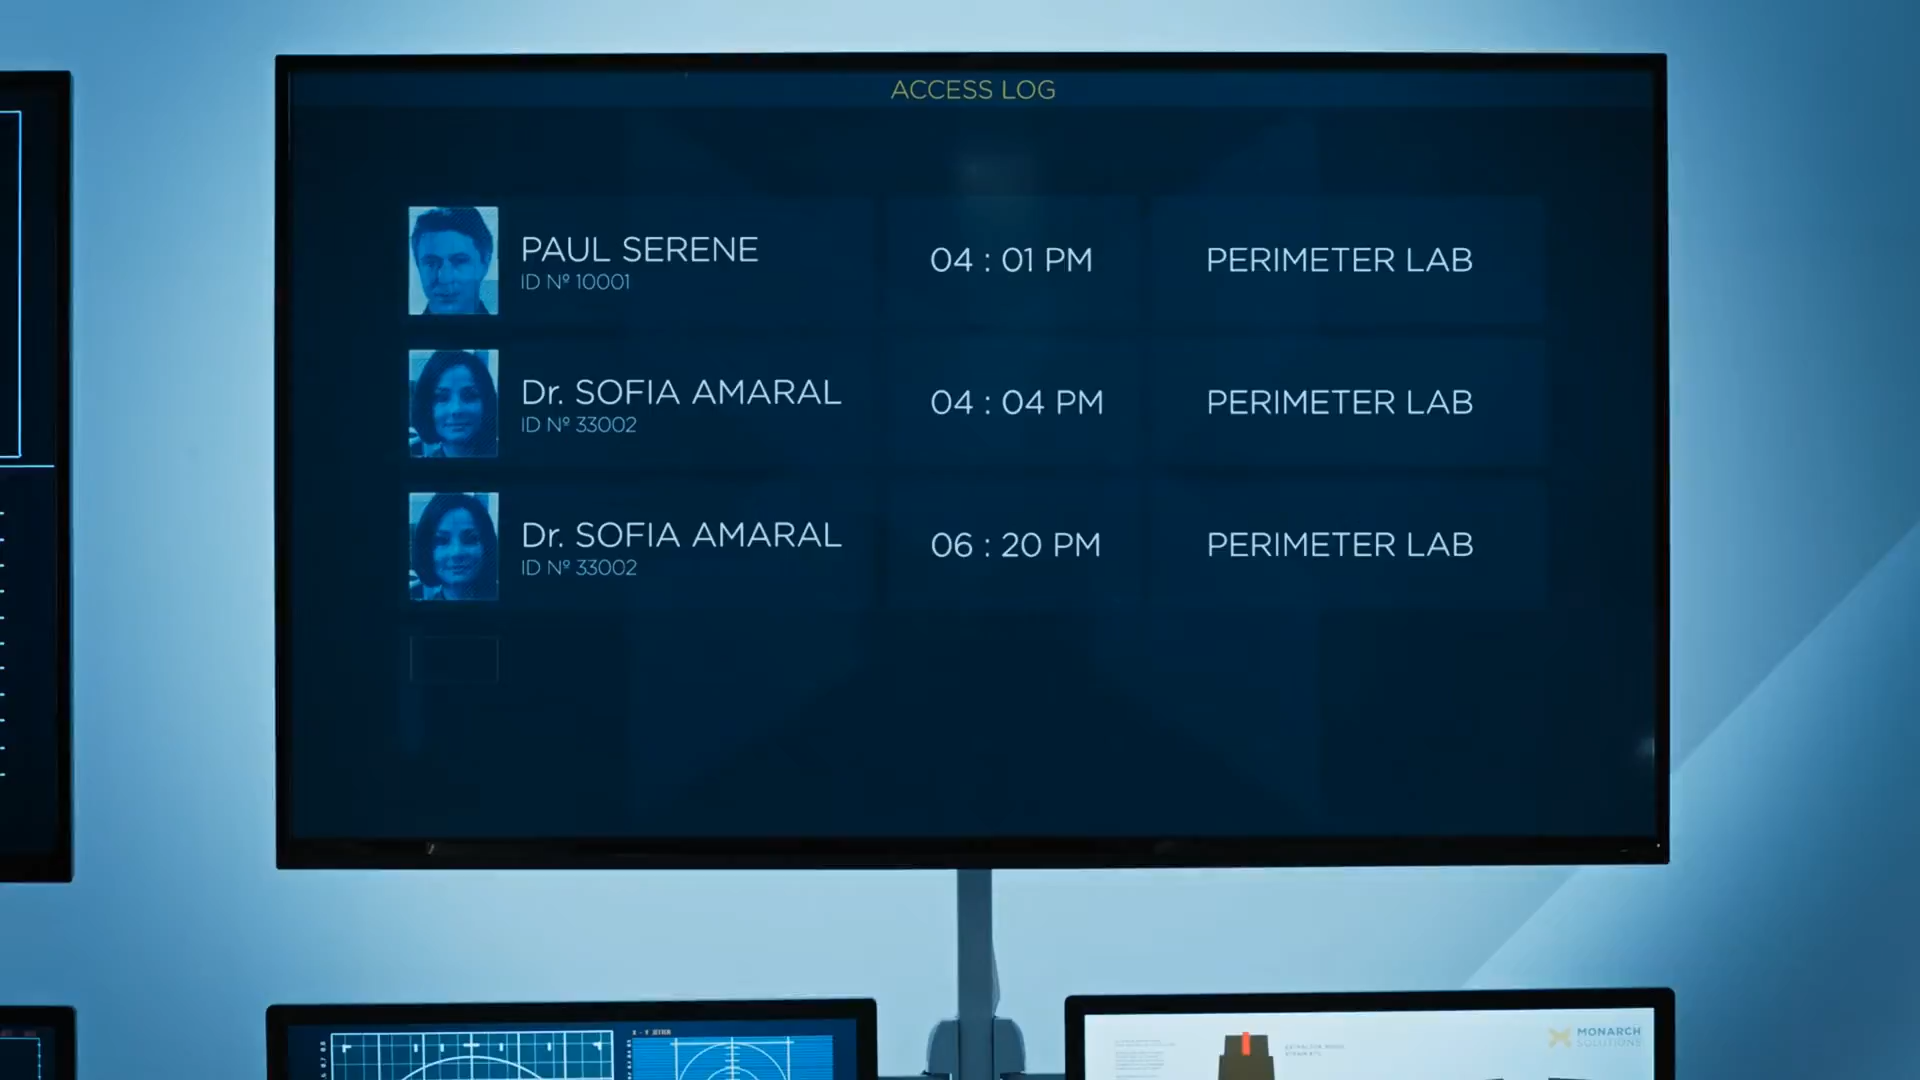 ACCESS LOG
PAUL SERENE
ID Nº 10001
04 : 01 PM
PERIMETER LAB
Dr. SOFIA AMARAL
ID Nº 33002
04 : 04 PM
PERIMETER LAB
Dr. SOFIA AMARAL
ID Nº 33002
06 : 20 PM
PERIMETER LAB
MONARCH
SOLUTIONS